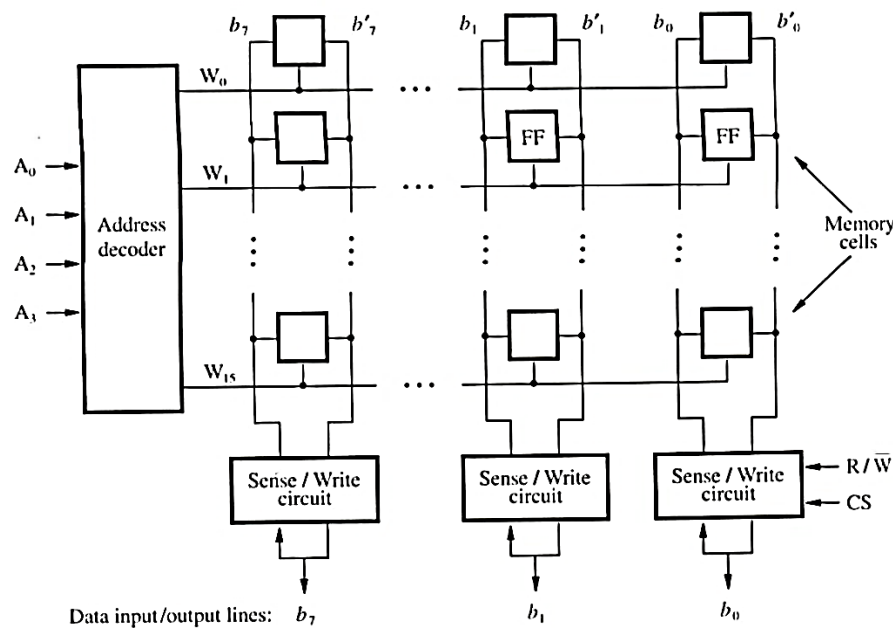 b₇ b'₇ b₁ b'₁ b₀ b'₀
W₀
...
FF FF
A₀
W₁
...
A₁
Address
decoder
Memory
cells
A₂
A₃
W₁₅
...
Sense / Write
circuit
Sense / Write
circuit
Sense / Write
circuit
R / W̅
CS
Data input/output lines: b₇ b₁ b₀